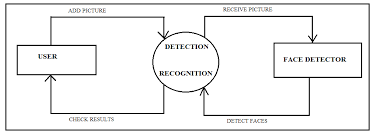 ADD PICTURE
RECEIVE PICTURE
USER
DETECTION
RECOGNITION
FACE DETECTOR
CHECK RESULTS
DETECT FACES